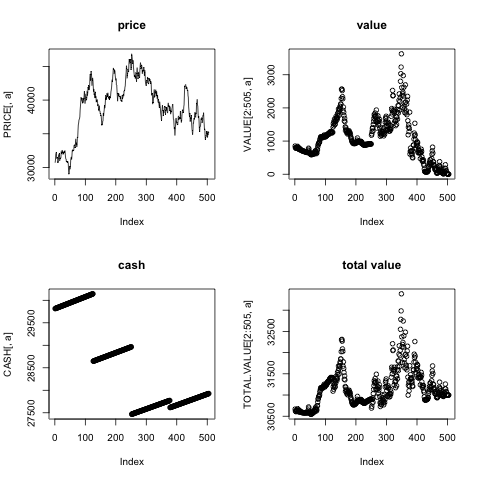 price
PRICE[, a]
30000
40000
0 100 200 300 400 500
Index
value
VALUE[2:505, a]
0
1000
2000
3000
0 100 200 300 400 500
Index
cash
CASH[, a]
27500
28500
29500
0 100 200 300 400 500
Index
total value
TOTAL.VALUE[2:505, a]
30500
31500
32500
0 100 200 300 400 500
Index